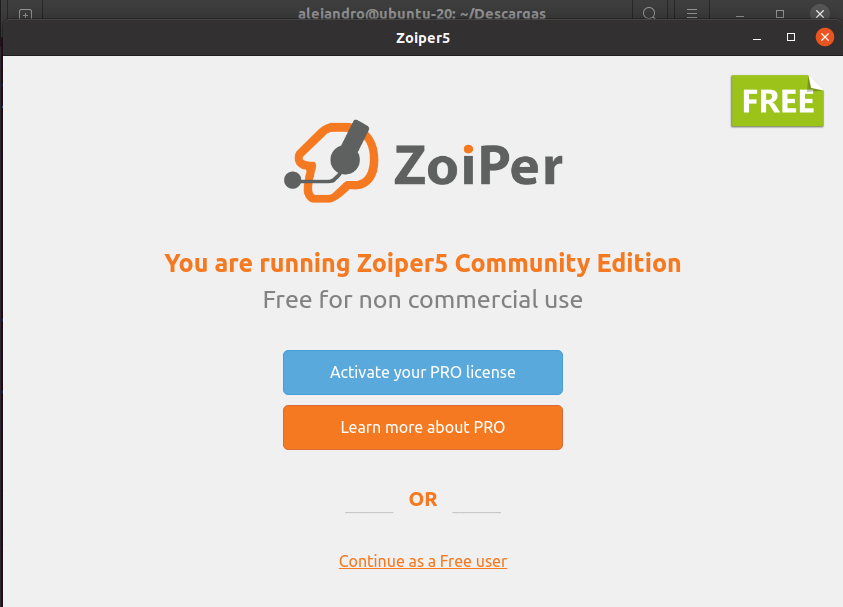 alejandro@ubuntu-20: ~/Descargas
Zoiper5
FREE
ZoiPer
You are running Zoiper5 Community Edition
Free for non commercial use
Activate your PRO license
Learn more about PRO
OR
Continue as a Free user